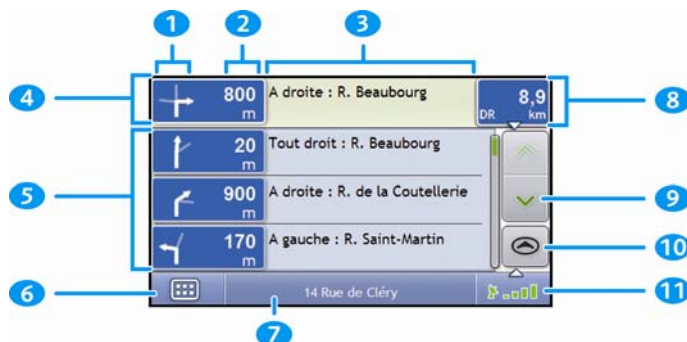 1 2 3
4 800 m A droite : R. Beaubourg 8,9 DR km 8
5 20 m Tout droit : R. Beaubourg
900 m A droite : R. de la Coutellerie 9
170 m A gauche : R. Saint-Martin 10
6 14 Rue de Cléry 11
7